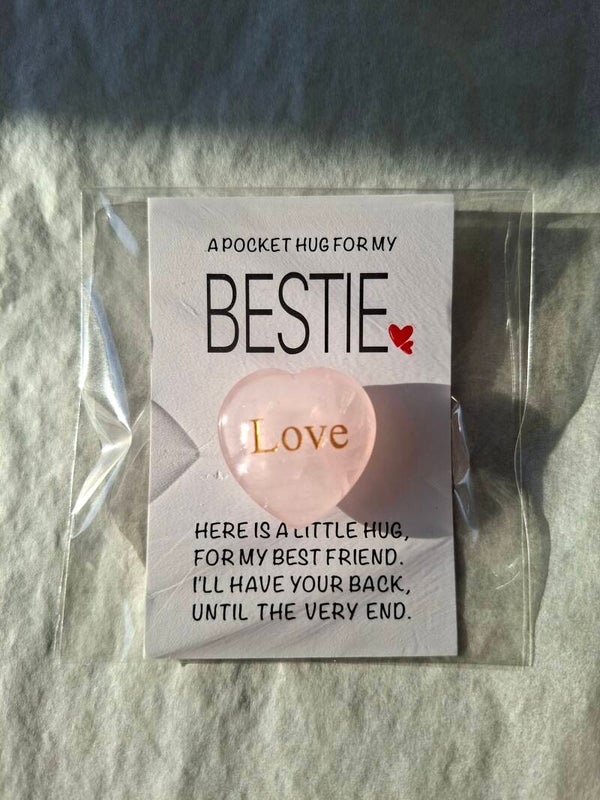 A POCKET HUG FOR MY
BESTIE
Love
HERE IS A LITTLE HUG,
FOR MY BEST FRIEND.
I'LL HAVE YOUR BACK,
UNTIL THE VERY END.